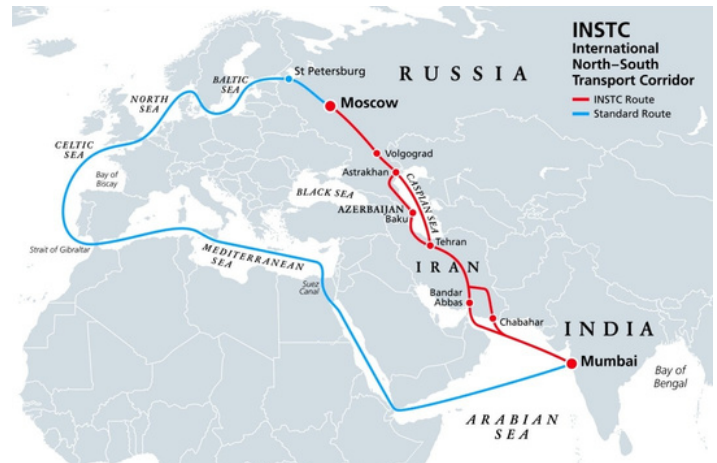 INSTC
International
North–South
Transport Corridor
INSTC Route
Standard Route
RUSSIA
St Petersburg
BALTIC
SEA
Moscow
NORTH
SEA
CELTIC
SEA
Bay of
Biscay
Volgograd
Astrakhan
CASPIAN SEA
BLACK SEA
AZERBAIJAN
Baku
Tehran
Strait of Gibraltar
MEDITERRANEAN
SEA
IRAN
Suez
Canal
Bandar
Abbas
Chabahar
INDIA
Mumbai
Bay of
Bengal
ARABIAN
SEA